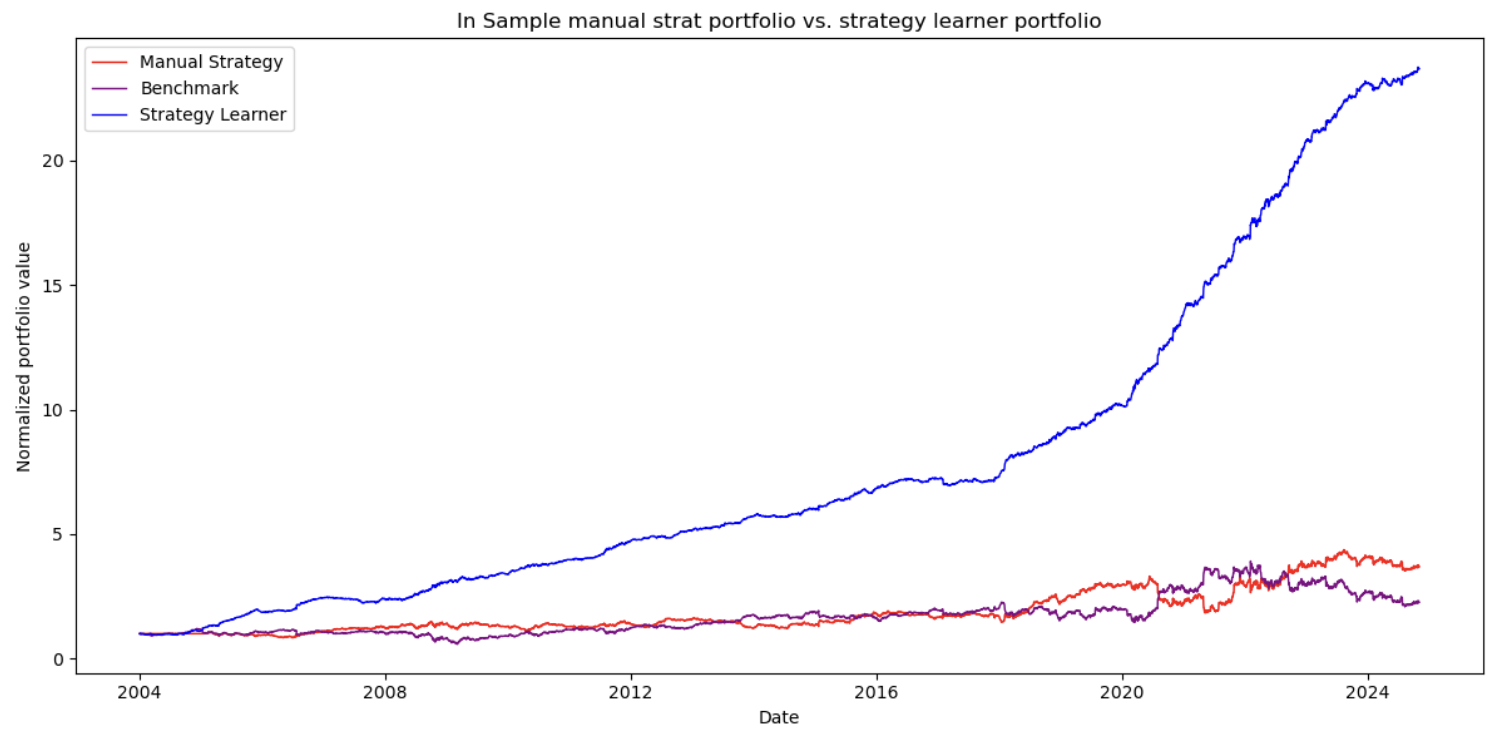 In Sample manual strat portfolio vs. strategy learner portfolio
Manual Strategy
Benchmark
Strategy Learner
Normalized portfolio value
20
15
10
5
0
2004 2008 2012 2016 2020 2024
Date